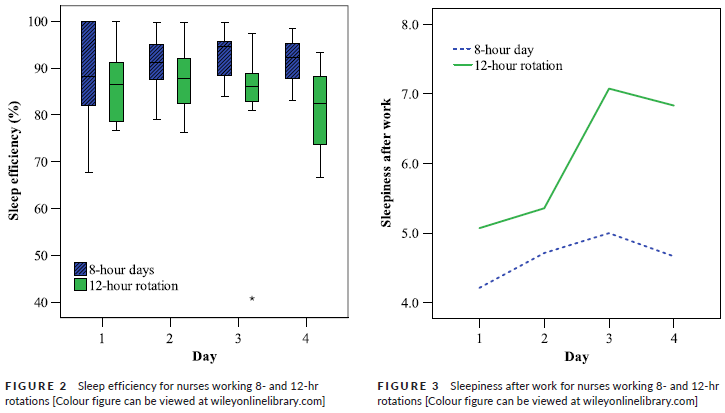 100
90
80
70
60
50
40
Sleep efficiency (%)
8-hour days
12-hour rotation
*
1 2 3 4
Day
FIGURE 2 Sleep efficiency for nurses working 8- and 12-hr
rotations [Colour figure can be viewed at wileyonlinelibrary.com]
8.0
7.0
6.0
5.0
4.0
Sleepiness after work
8-hour day
12-hour rotation
1 2 3 4
Day
FIGURE 3 Sleepiness after work for nurses working 8- and 12-hr
rotations [Colour figure can be viewed at wileyonlinelibrary.com]